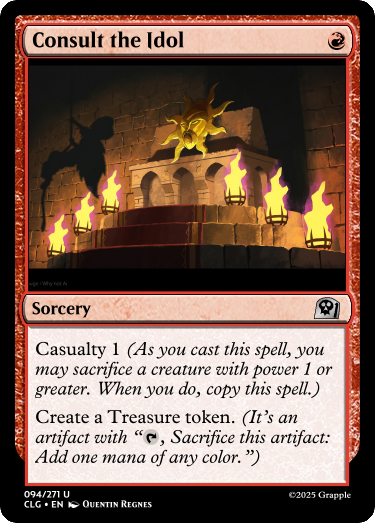 Consult the Idol
Sorcery
Casualty 1 (As you cast this spell, you
may sacrifice a creature with power 1 or
greater. When you do, copy this spell.)
Create a Treasure token. (It's an
artifact with “, Sacrifice this artifact:
Add one mana of any color.”)
094/271 U
CLG • EN QUENTIN REGNES
©2025 Grapple